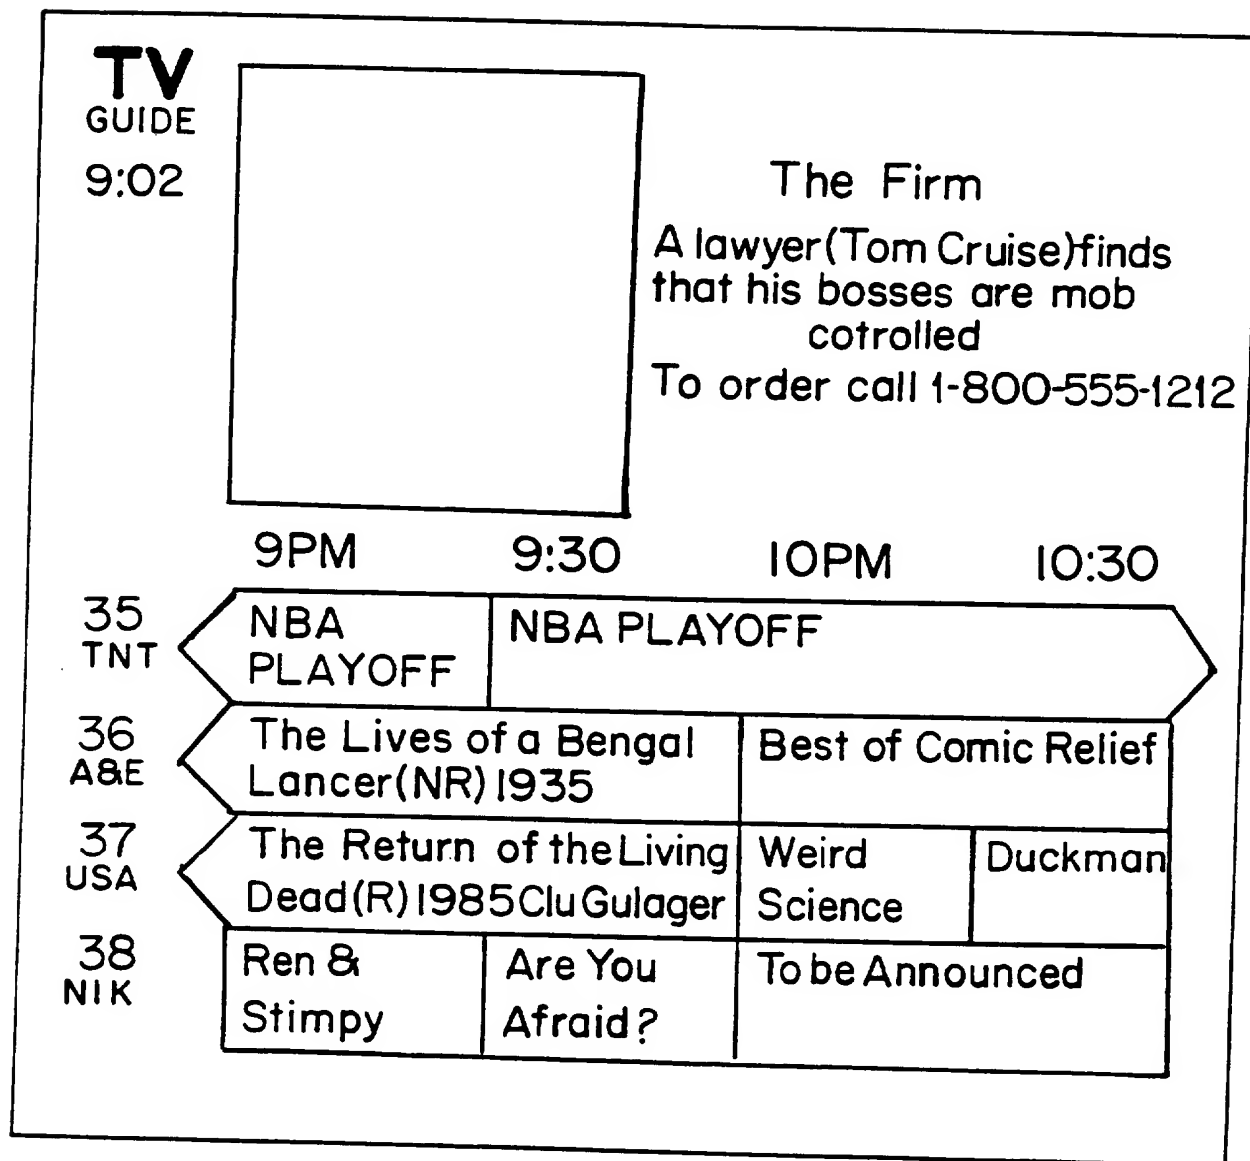 TV
GUIDE
9:02
The Firm
A lawyer(Tom Cruise)finds
that his bosses are mob
cotrolled
To order call 1-800-555-1212
9PM 9:30 10PM 10:30
35
TNT
NBA
PLAYOFF
NBA PLAYOFF
36
A&E
The Lives of a Bengal
Lancer(NR) 1935
Best of Comic Relief
37
USA
The Return of the Living
Dead(R) 1985 Clu Gulager
Weird
Science
Duckman
38
NIK
Ren &
Stimpy
Are You
Afraid?
To be Announced